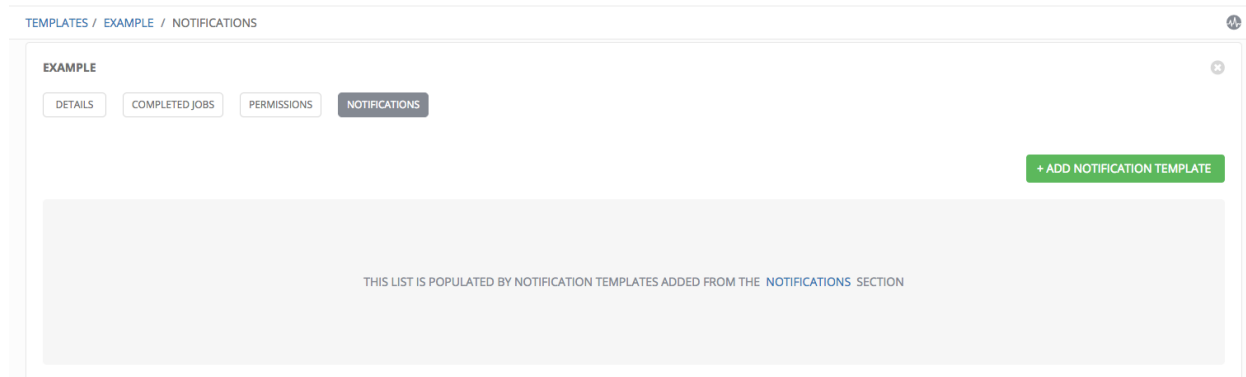 TEMPLATES / EXAMPLE / NOTIFICATIONS
EXAMPLE
DETAILS COMPLETED JOBS PERMISSIONS NOTIFICATIONS
+ ADD NOTIFICATION TEMPLATE
THIS LIST IS POPULATED BY NOTIFICATION TEMPLATES ADDED FROM THE NOTIFICATIONS SECTION